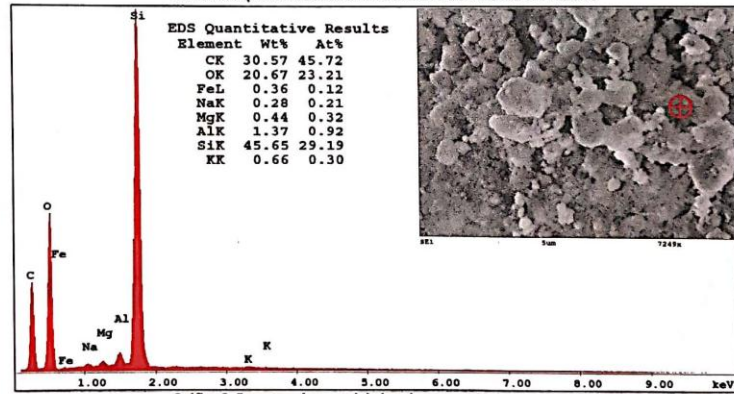 EDS Quantitative Results
Element Wt% At%
CK 30.57 45.72
OK 20.67 23.21
FeL 0.36 0.12
NaK 0.28 0.21
MgK 0.44 0.32
AlK 1.37 0.92
SiK 45.65 29.19
KK 0.66 0.30
Si
O
Fe
C
Fe
Na
Mg
Al
K
K
SE1 5um 7249x
1.00 2.00 3.00 4.00 5.00 6.00 7.00 8.00 9.00 keV